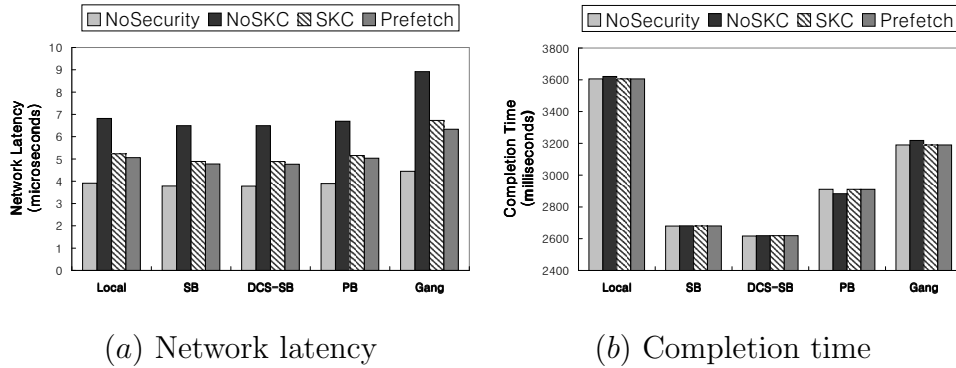 NoSecurity NoSKC SKC Prefetch
10
9
8
7
6
5
4
3
2
1
0
Network Latency
(microseconds)
Local SB DCS-SB PB Gang
(a) Network latency
NoSecurity NoSKC SKC Prefetch
3800
3600
3400
3200
3000
2800
2600
2400
Completion Time
(milliseconds)
Local SB DCS-SB PB Gang
(b) Completion time